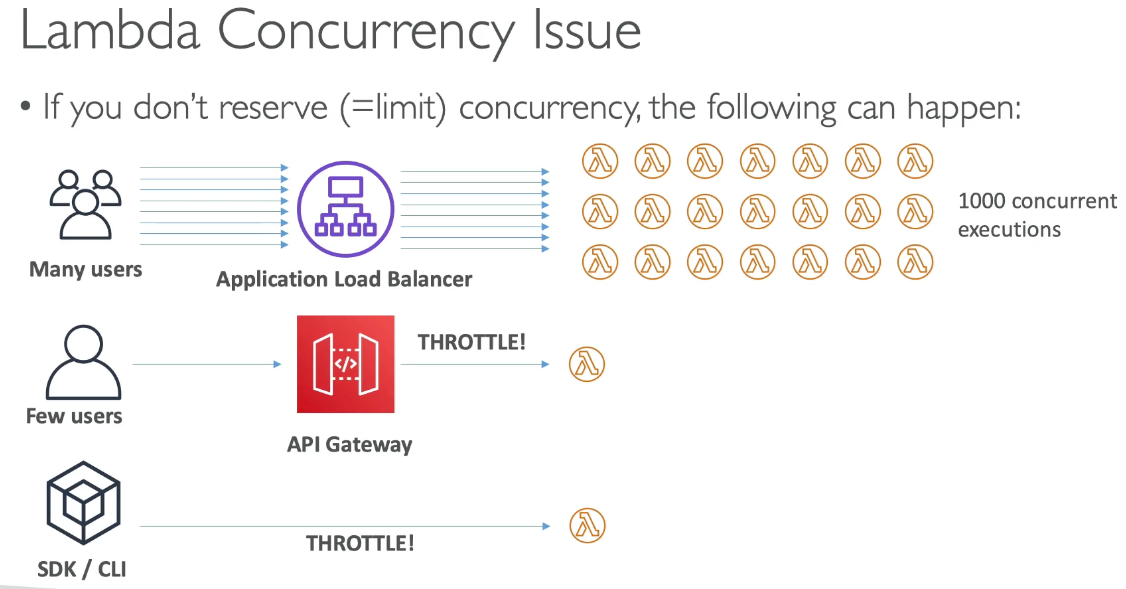 Lambda Concurrency Issue
• If you don't reserve (=limit) concurrency, the following can happen:
1000 concurrent
executions
Many users
Application Load Balancer
THROTTLE!
</>
Few users
API Gateway
THROTTLE!
SDK / CLI